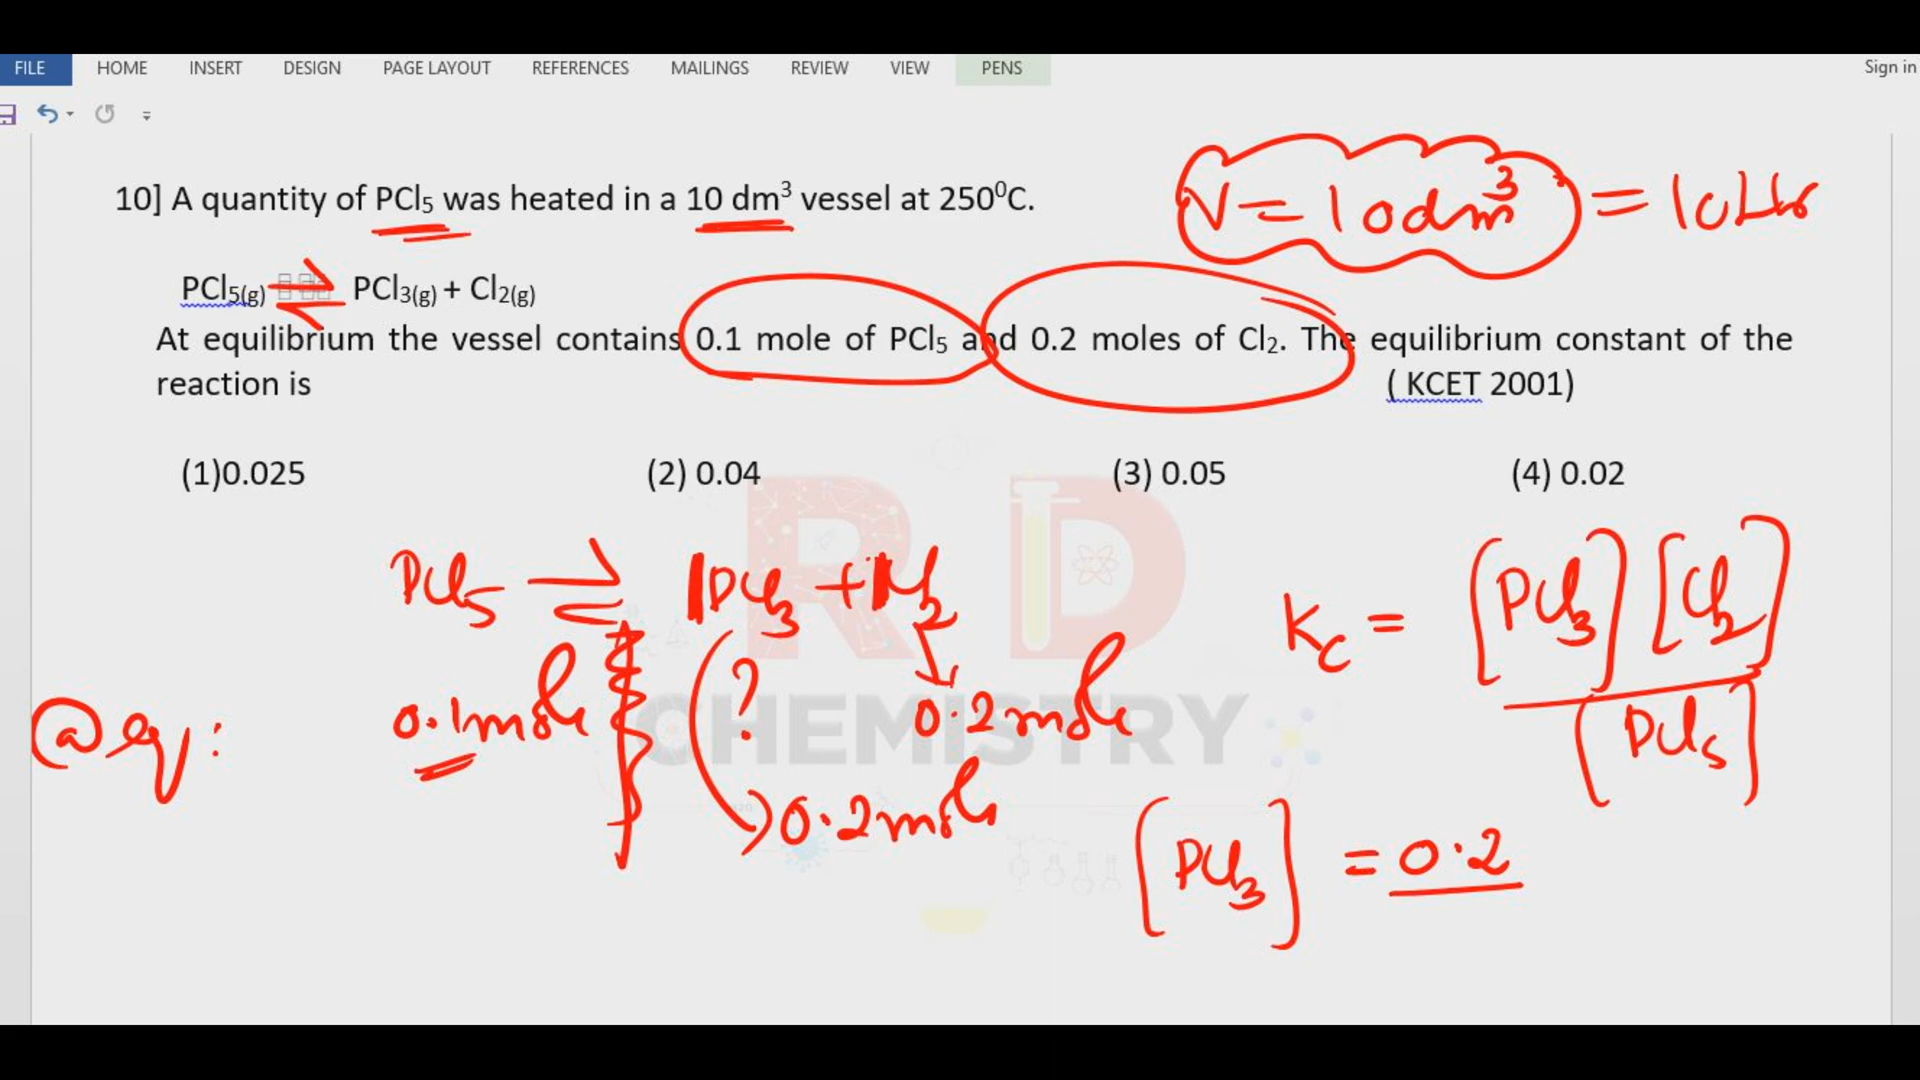 FILE HOME INSERT DESIGN PAGE LAYOUT REFERENCES MAILINGS REVIEW VIEW PENS Sign in
10] A quantity of PCl₅ was heated in a 10 dm³ vessel at 250⁰C.
V = 10dm³ = 10Ltr
PCl₅(g) ⇌ PCl₃(g) + Cl₂(g)
At equilibrium the vessel contains 0.1 mole of PCl₅ and 0.2 moles of Cl₂. The equilibrium constant of the
reaction is ( KCET 2001)
(1)0.025 (2) 0.04 (3) 0.05 (4) 0.02
R D
CHEMISTRY
PCl₅ ⇌ 1PCl₃ + 1Cl₂
@eq: 0.1mole ? 0.2mole
0.2mole
Kc = [PCl₃] [Cl₂]
[PCl₅]
[PCl₃] = 0.2